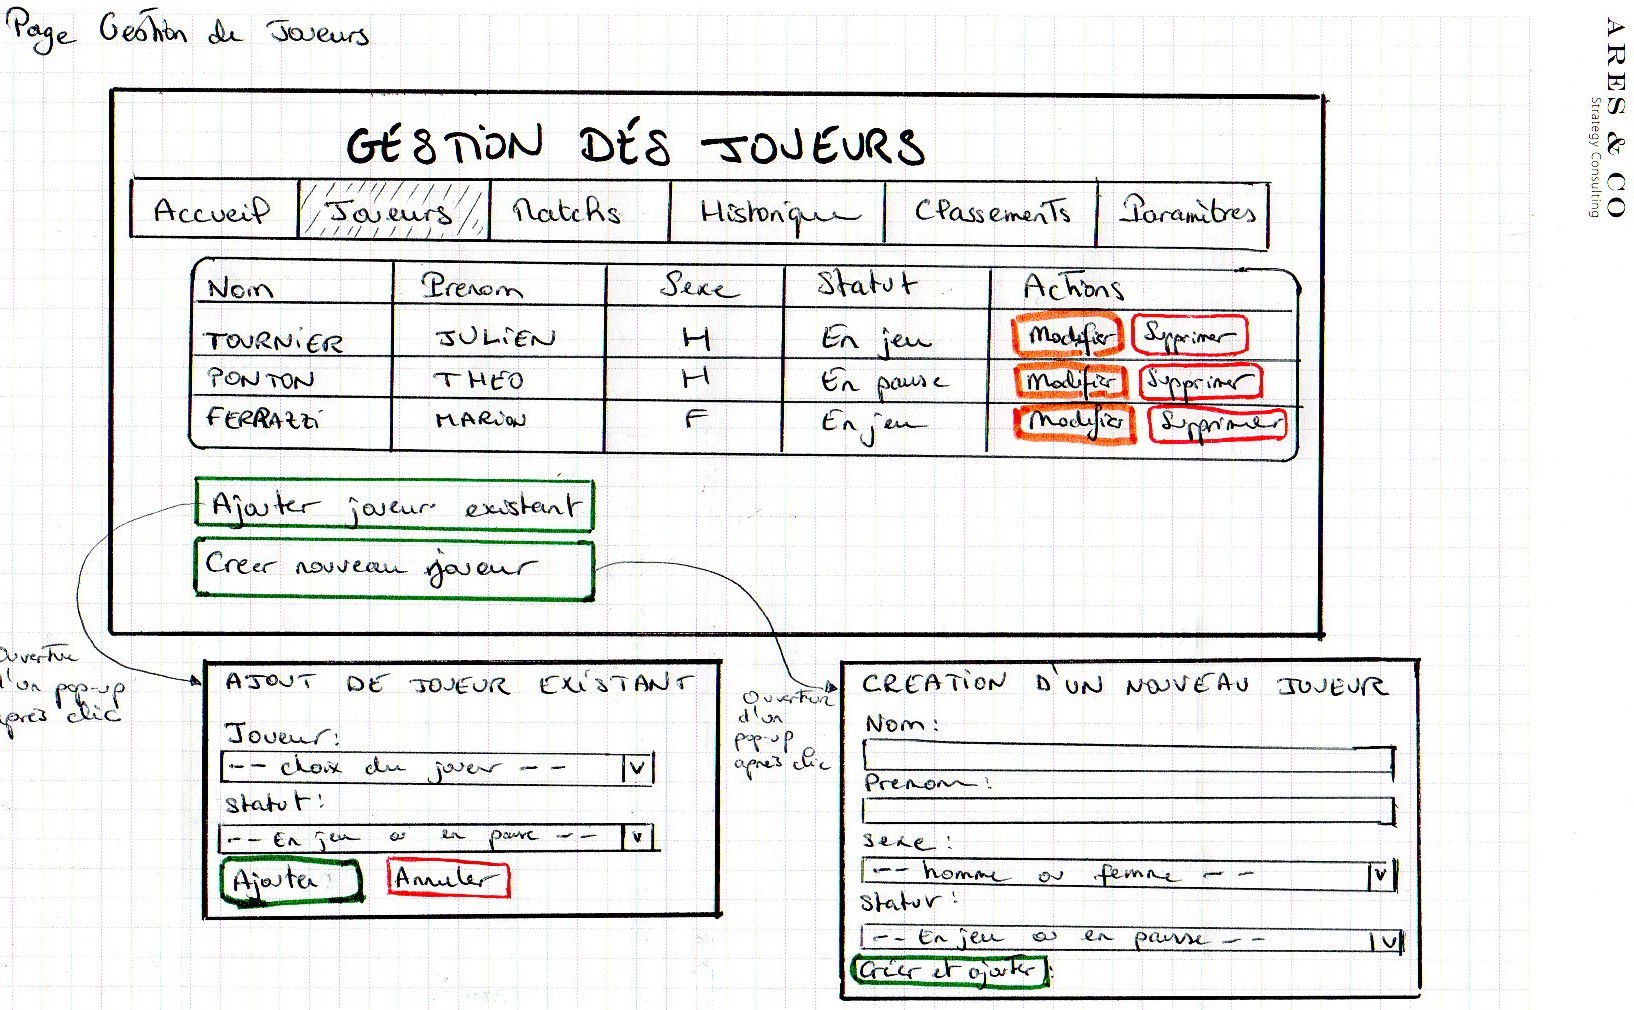 Page Gestion de Joueurs
ARES & CO
Strategy Consulting
GESTION DES JOUEURS
Accueil Joueurs Matchs Historique Classements Paramètres
Nom Prenom Sexe Statut Actions
TOURNIER JULIEN H En jeu Modifier Supprimer
PONTON THEO H En pause Modifier Supprimer
FERRAZZI MARION F En jeu Modifier Supprimer
Ajouter joueur existant
Creer nouveau joueur
Ouverture
d'un pop-up
après clic
AJOUT DE JOUEUR EXISTANT
Joueur:
-- choix du joueur -- V
Statut:
-- En jeu ou en pause -- V
Ajouter Annuler
Ouverture
d'un
pop-up
après clic
CREATION D'UN NOUVEAU JOUEUR
Nom:
Prenom:
Sexe:
-- homme ou femme -- V
Statut:
-- En jeu ou en pause -- V
Créer et ajouter